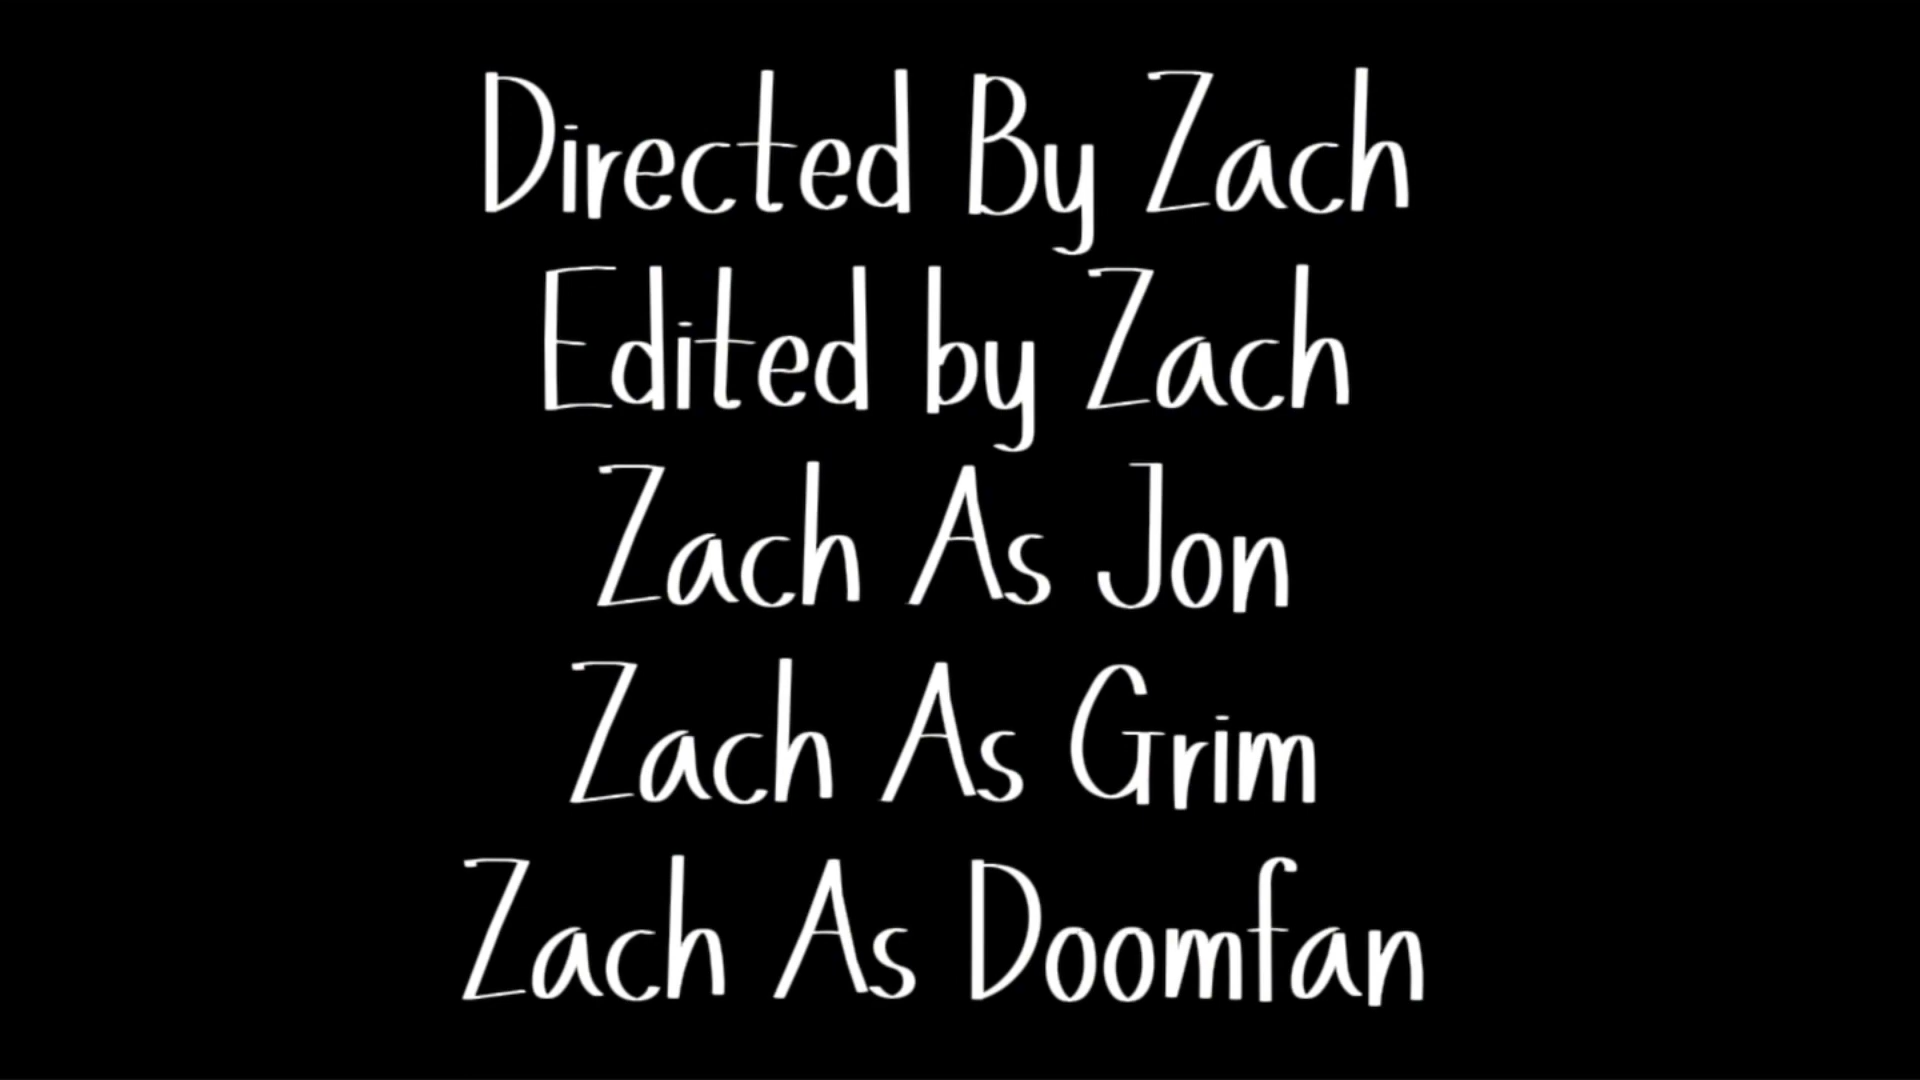 Directed By Zach
Edited by Zach
Zach As Jon
Zach As Grim
Zach As Doomfan